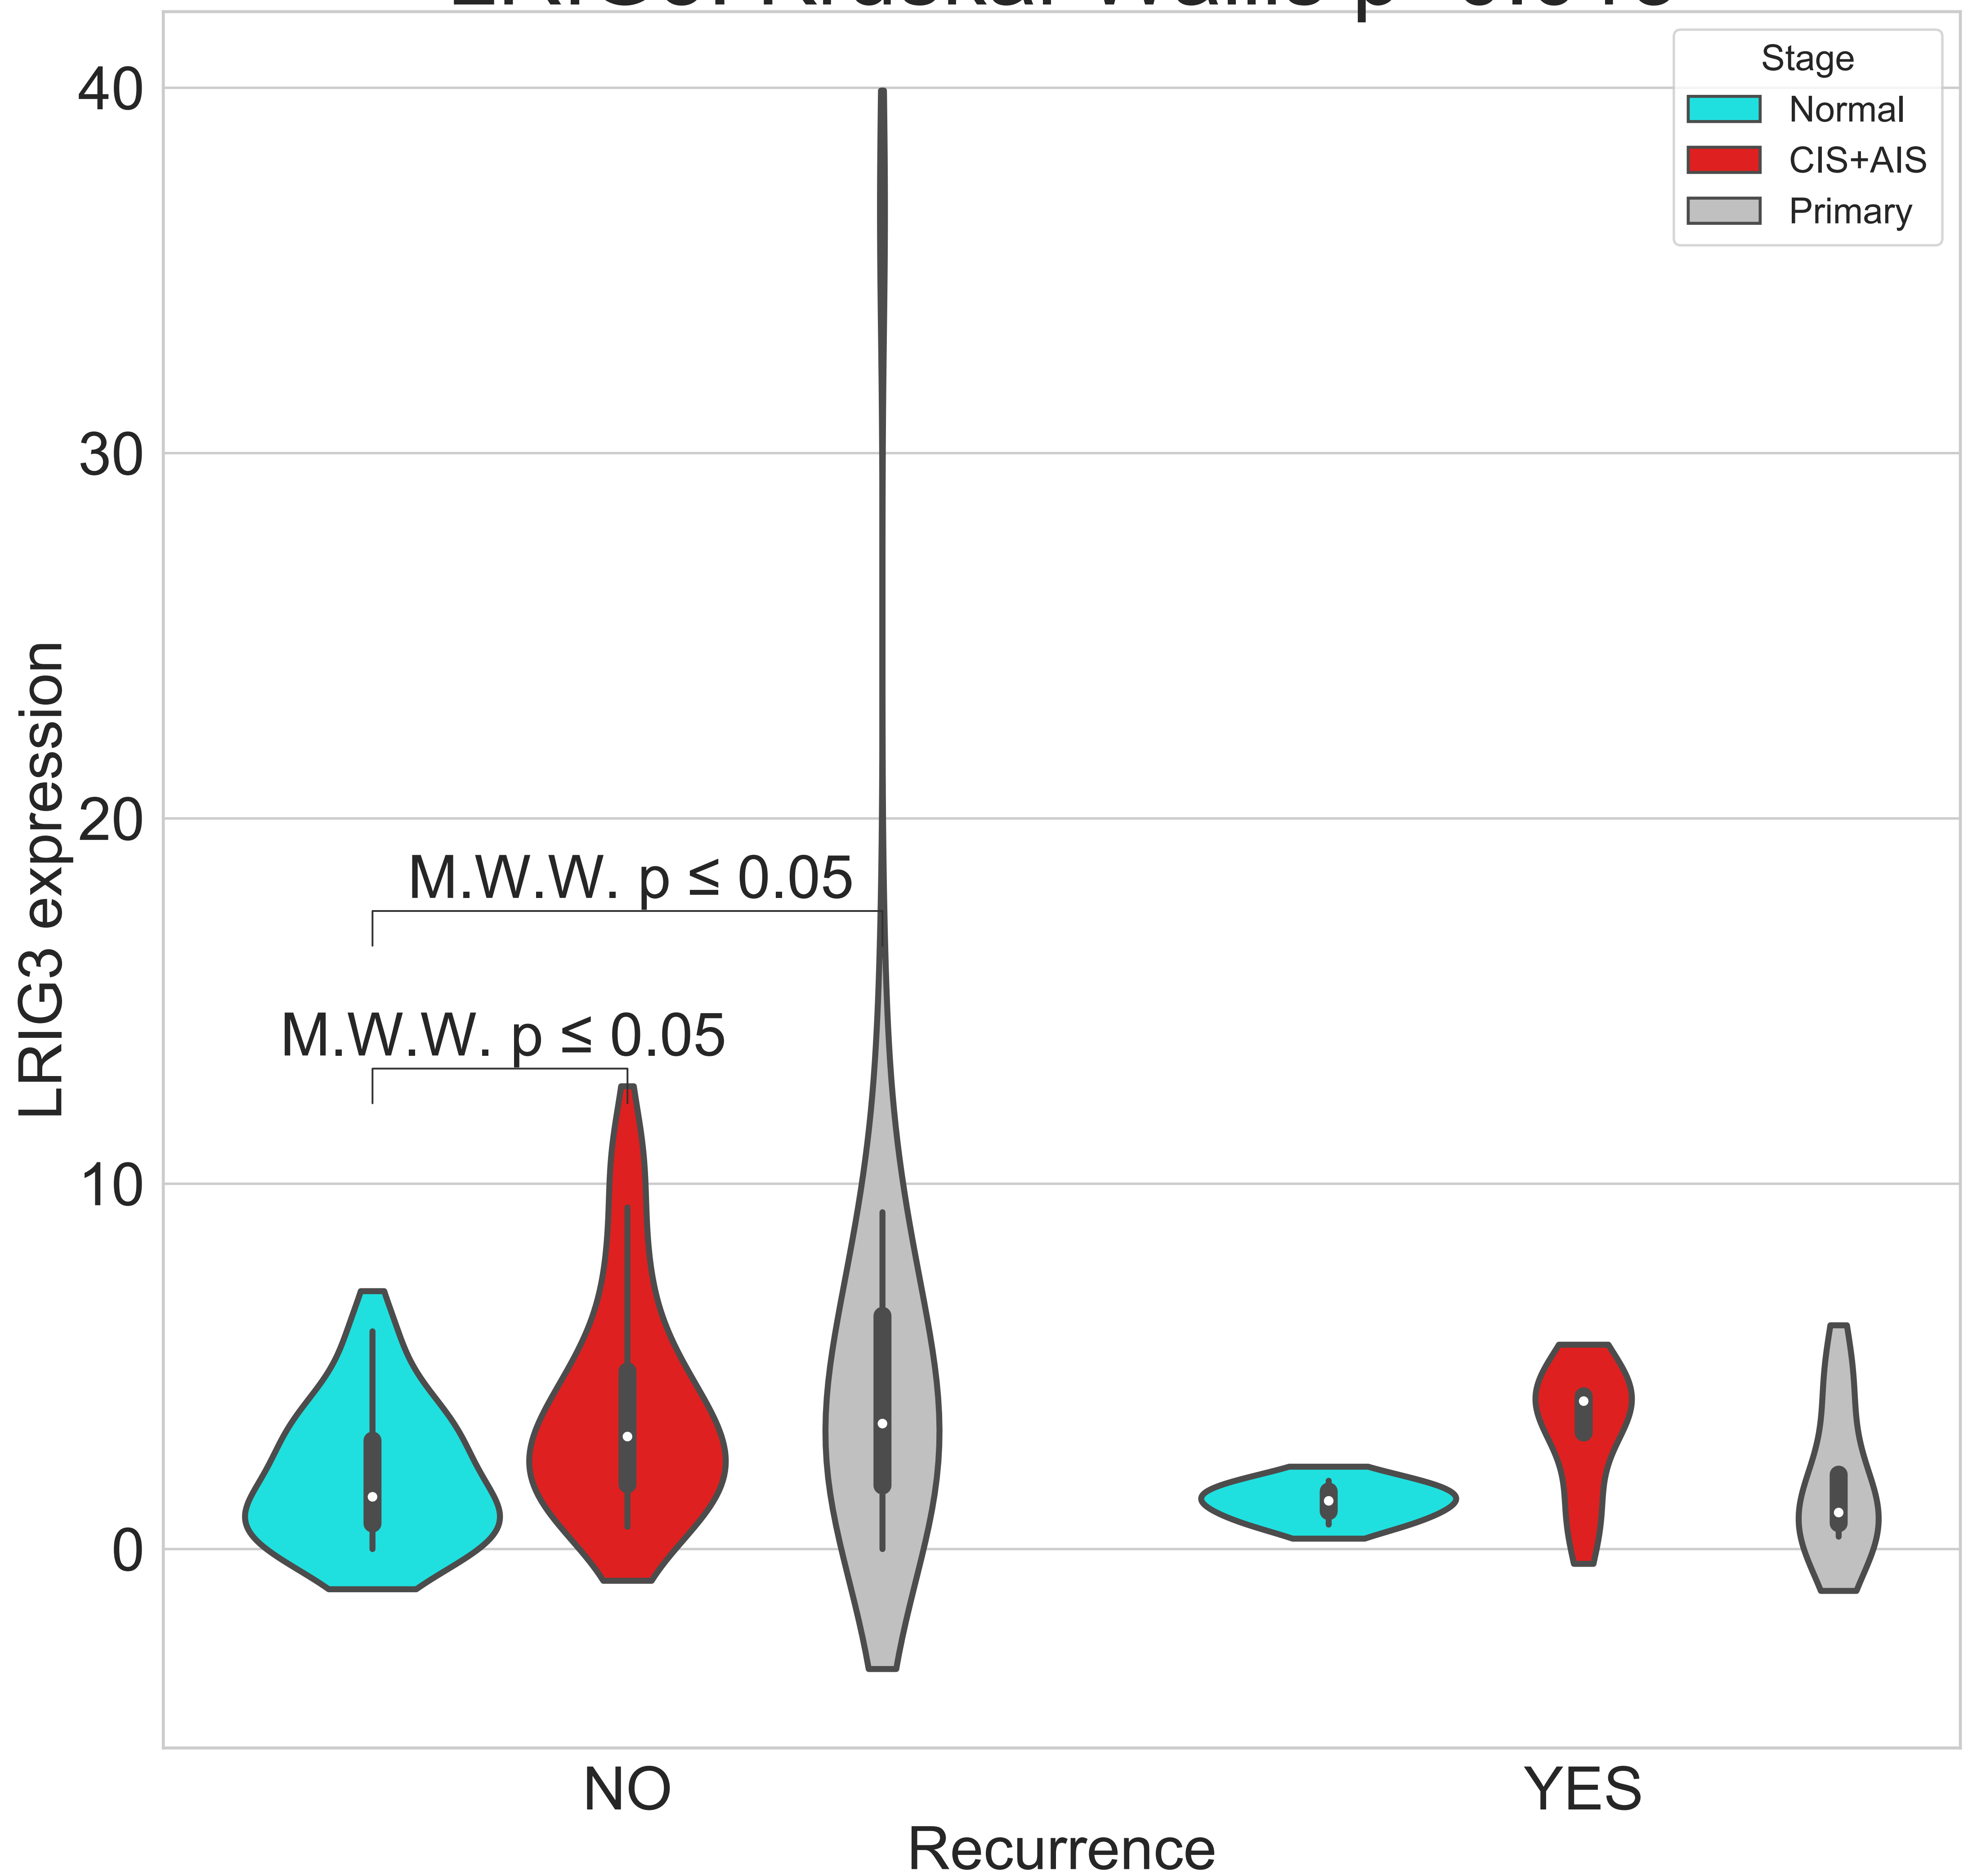 Stage
Normal
CIS+AIS
Primary
40
30
20
10
0
LRIG3 expression
M.W.W. p ≤ 0.05
M.W.W. p ≤ 0.05
NO
YES
Recurrence